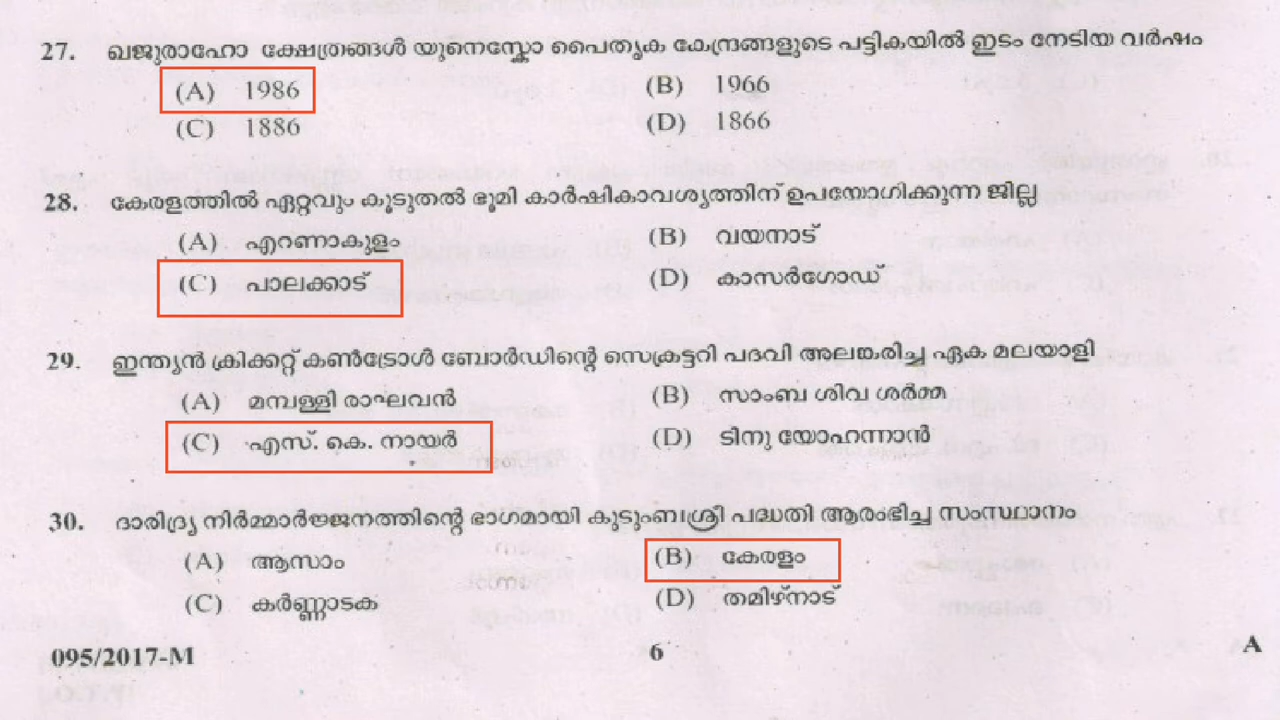 27. ഖജുരാഹോ ക്ഷേത്രങ്ങൾ യുനെസ്കോ പൈതൃക കേന്ദ്രങ്ങളുടെ പട്ടികയിൽ ഇടം നേടിയ വർഷം
(A) 1986 (B) 1966
(C) 1886 (D) 1866
28. കേരളത്തിൽ ഏറ്റവും കൂടുതൽ ഭൂമി കാർഷികാവശ്യത്തിന് ഉപയോഗിക്കുന്ന ജില്ല
(A) എറണാകുളം (B) വയനാട്
(C) പാലക്കാട് (D) കാസർഗോഡ്
29. ഇന്ത്യൻ ക്രിക്കറ്റ് കൺട്രോൾ ബോർഡിന്റെ സെക്രട്ടറി പദവി അലങ്കരിച്ച ഏക മലയാളി
(A) മമ്പള്ളി രാഘവൻ (B) സാംബ ശിവ ശർമ്മ
(C) എസ്. കെ. നായർ (D) ടിനു യോഹന്നാൻ
30. ദാരിദ്ര്യ നിർമ്മാർജ്ജനത്തിന്റെ ഭാഗമായി കുടുംബശ്രീ പദ്ധതി ആരംഭിച്ച സംസ്ഥാനം
(A) ആസാം (B) കേരളം
(C) കർണ്ണാടക (D) തമിഴ്നാട്
095/2017-M 6 A